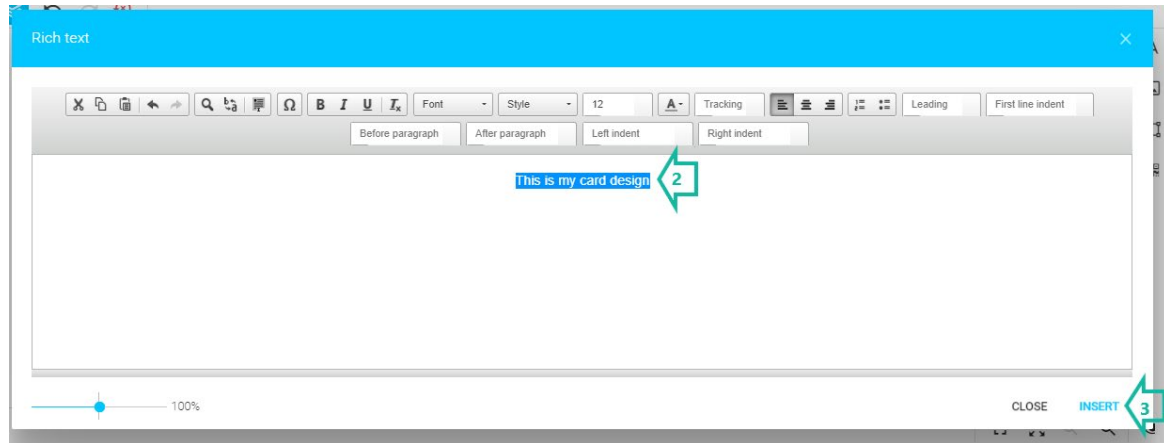 Rich text
Ω B I U Ix Font Style 12 A Tracking Leading First line indent
Before paragraph After paragraph Left indent Right indent
This is my card design 2
100% CLOSE INSERT 3